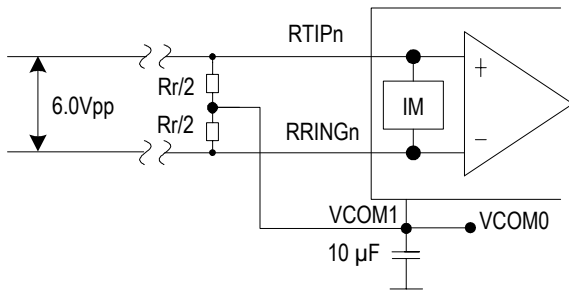 RTIPn
Rr/2
6.0Vpp
Rr/2
IM
+
–
RRINGn
VCOM1
VCOM0
10 µF